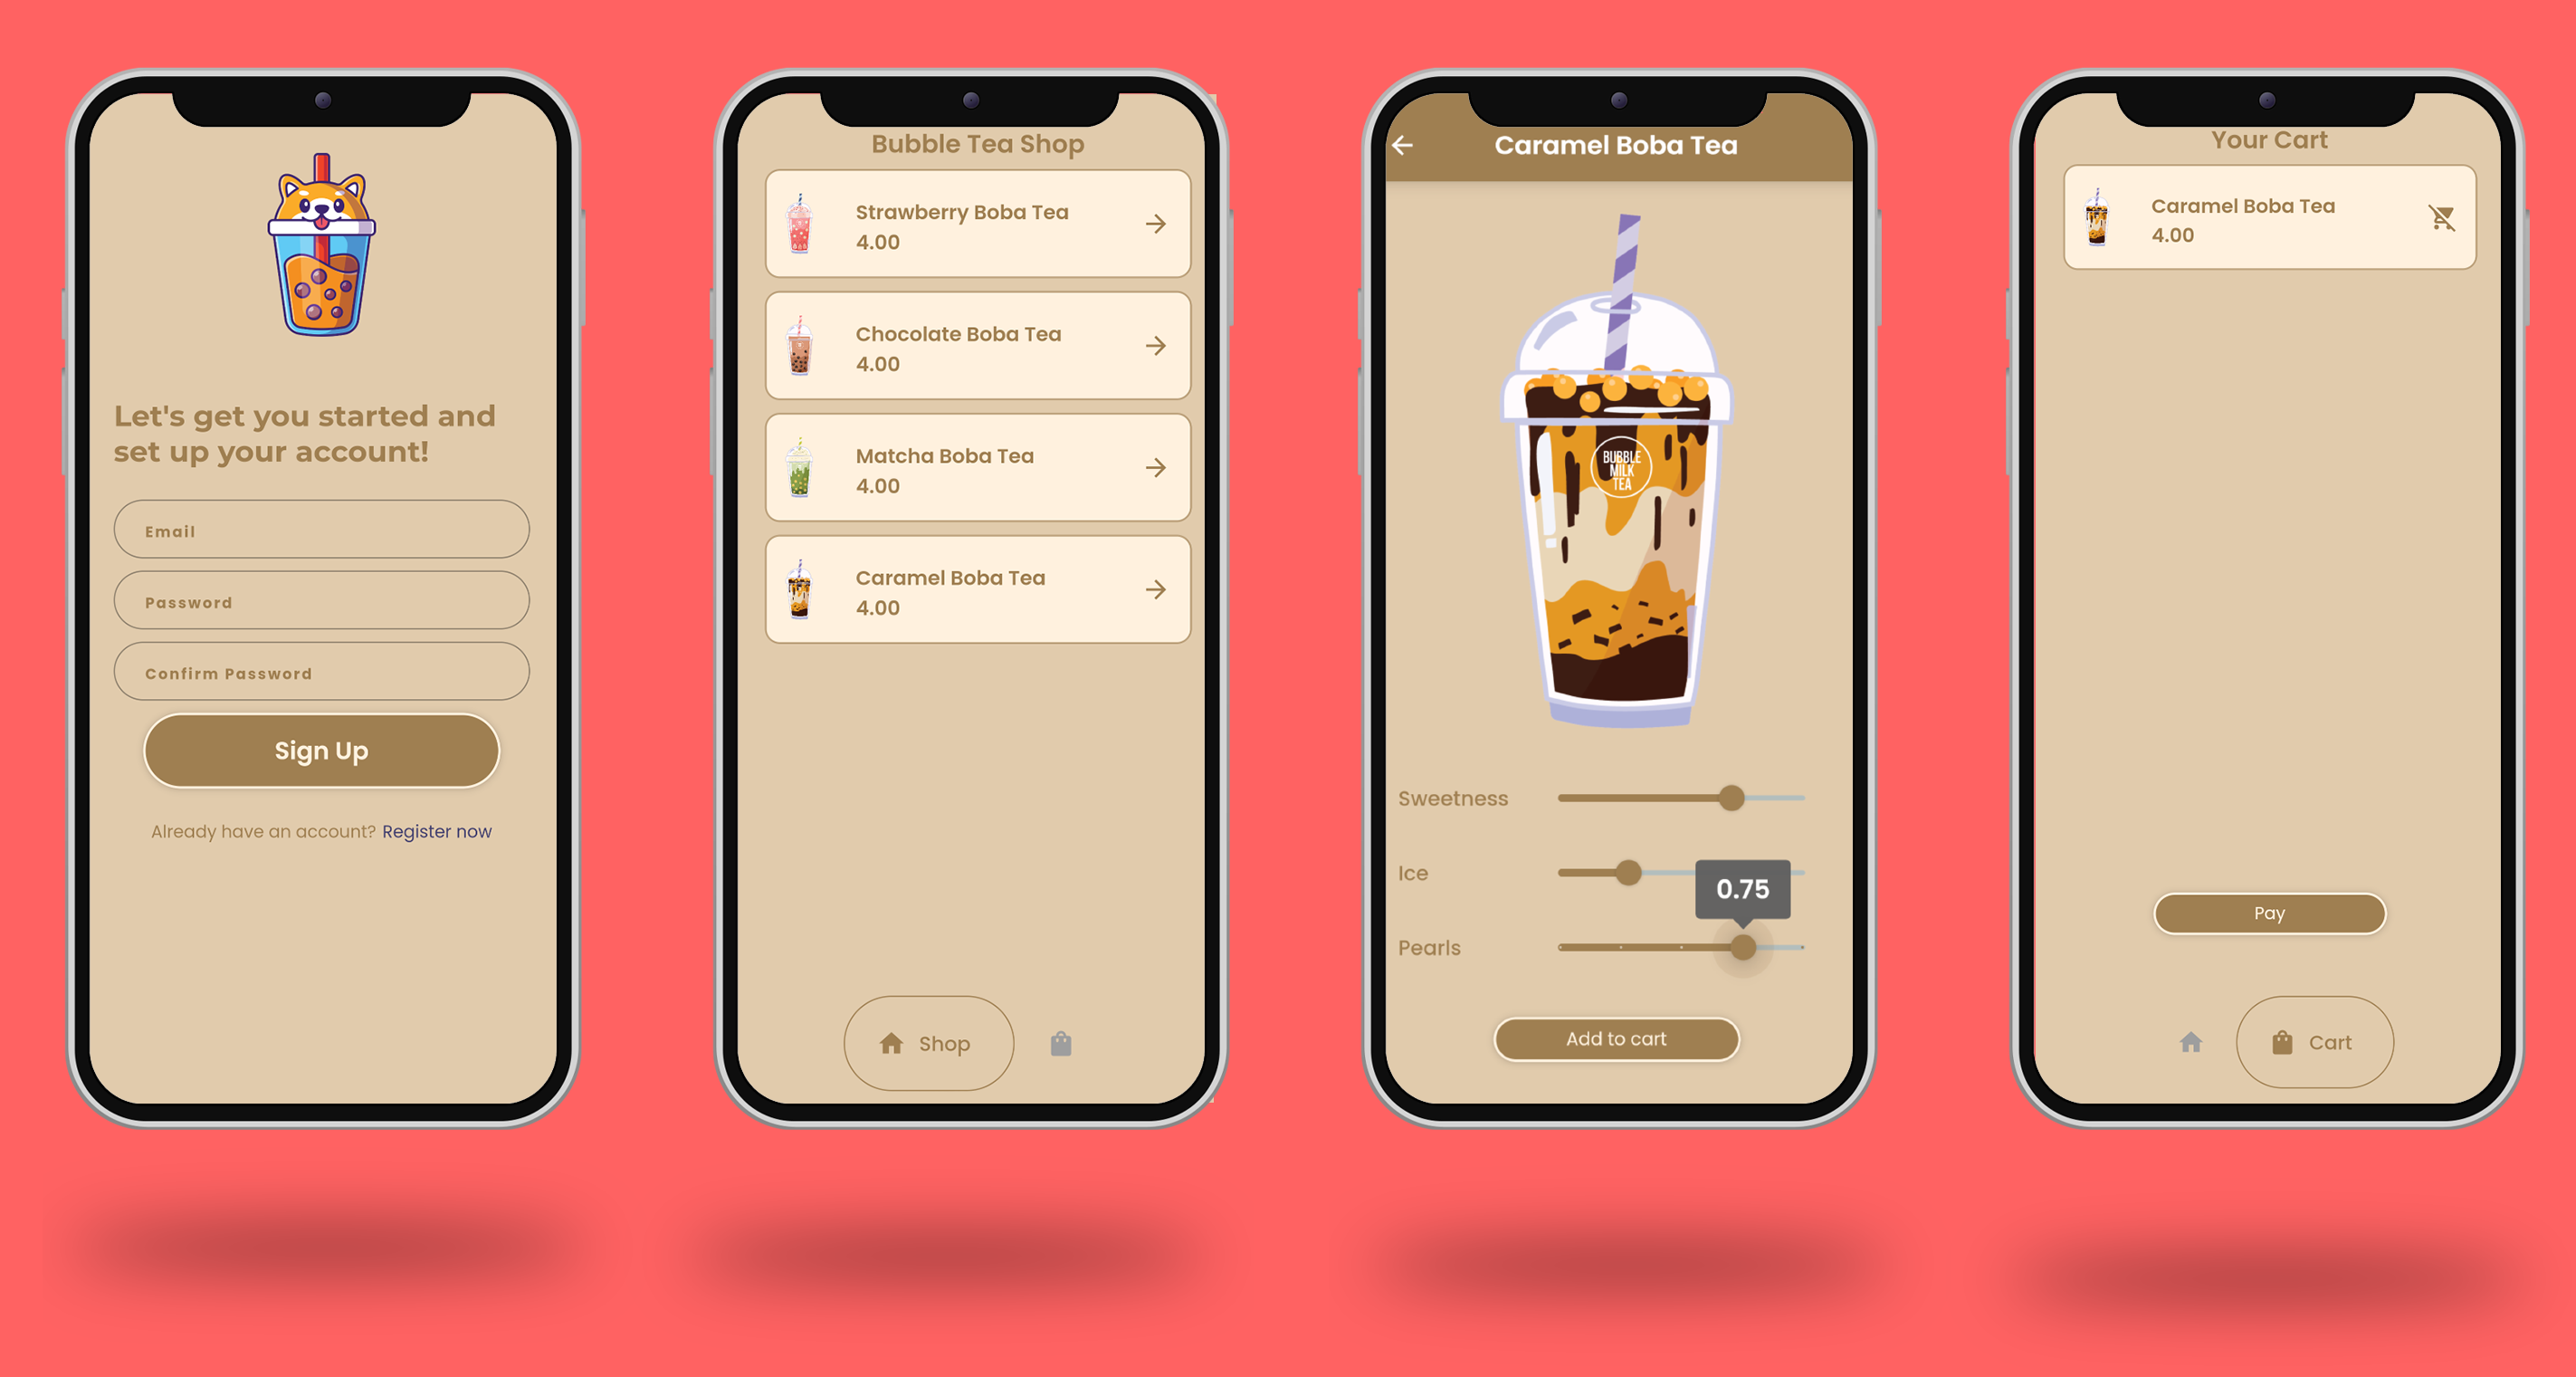 Let's get you started and
set up your account!
Email
Password
Confirm Password
Sign Up
Already have an account? Register now
Bubble Tea Shop
Strawberry Boba Tea
4.00
Chocolate Boba Tea
4.00
Matcha Boba Tea
4.00
Caramel Boba Tea
4.00
Shop
Caramel Boba Tea
BUBBLE
MILK
TEA
Sweetness
Ice
0.75
Pearls
Add to cart
Your Cart
Caramel Boba Tea
4.00
Pay
Cart